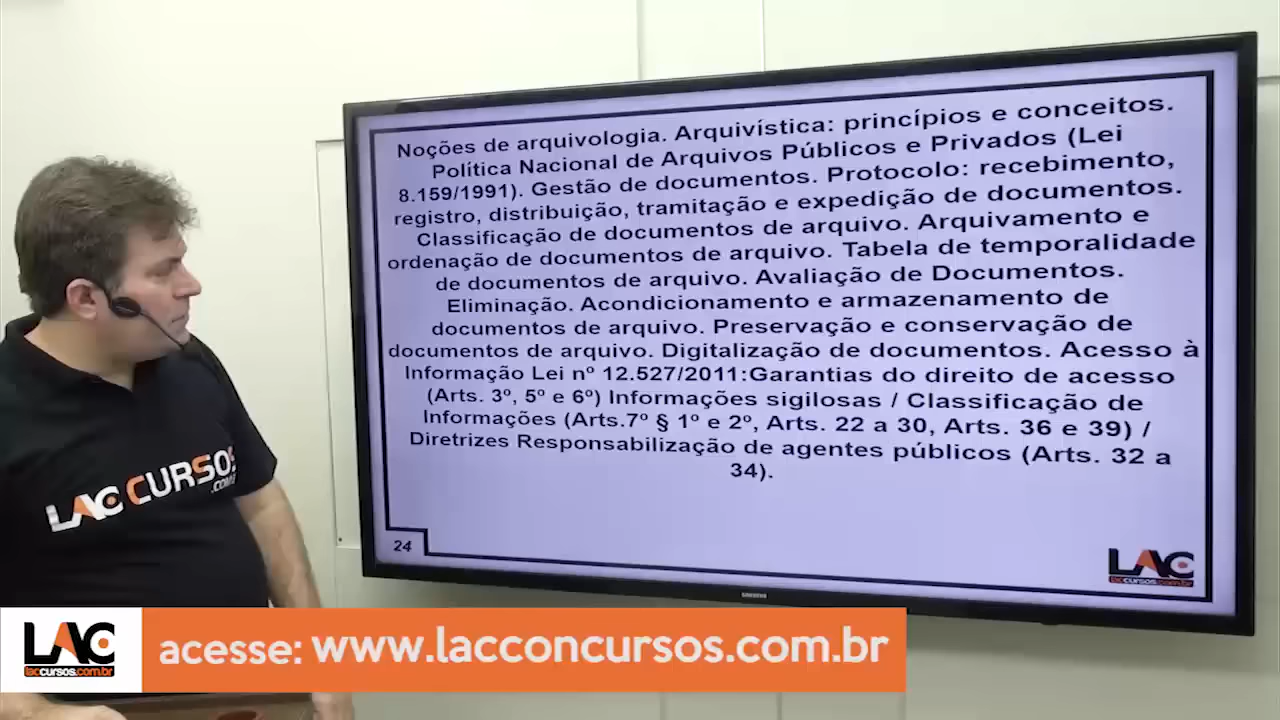 Noções de arquivologia. Arquivística: princípios e conceitos.
Política Nacional de Arquivos Públicos e Privados (Lei
8.159/1991). Gestão de documentos. Protocolo: recebimento,
registro, distribuição, tramitação e expedição de documentos.
Classificação de documentos de arquivo. Arquivamento e
ordenação de documentos de arquivo. Tabela de temporalidade
de documentos de arquivo. Avaliação de Documentos.
Eliminação. Acondicionamento e armazenamento de
documentos de arquivo. Preservação e conservação de
documentos de arquivo. Digitalização de documentos. Acesso à
Informação Lei nº 12.527/2011:Garantias do direito de acesso
(Arts. 3º, 5º e 6º) Informações sigilosas / Classificação de
Informações (Arts.7º § 1º e 2º, Arts. 22 a 30, Arts. 36 e 39) /
Diretrizes Responsabilização de agentes públicos (Arts. 32 a
34).
24
LAC
laccursos.com.br
SAMSUNG
LAC CURSOS
.COM.BR
LAC
laccursos.com.br
acesse: www.lacconcursos.com.br